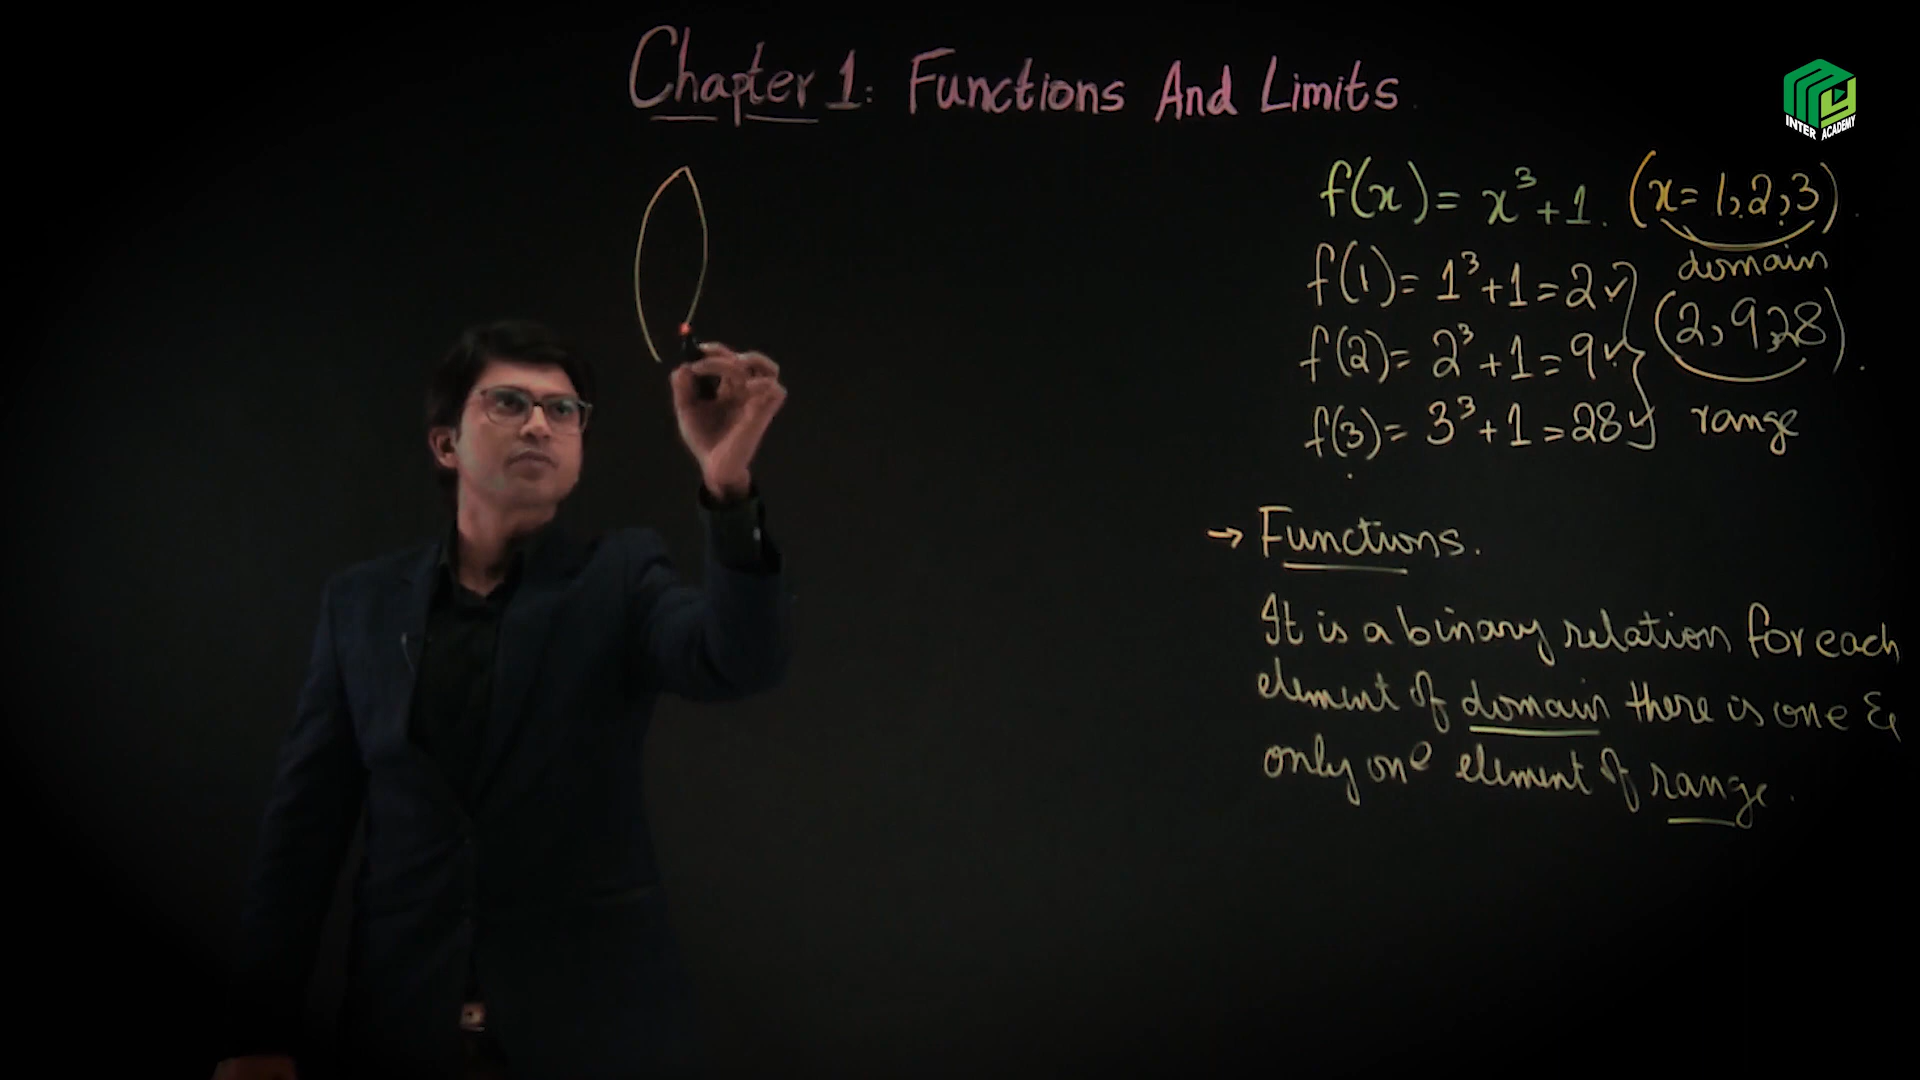 Chapter 1: Functions And Limits
INTER ACADEMY
f(x) = x³ + 1. (x = 1, 2, 3).
domain
f(1) = 1³ + 1 = 2 ✓
(2, 9, 28).
f(2) = 2³ + 1 = 9 ✓
f(3) = 3³ + 1 = 28 ✓
range
→ Functions.
It is a binary relation for each
element of domain there is one &
only one element of range.